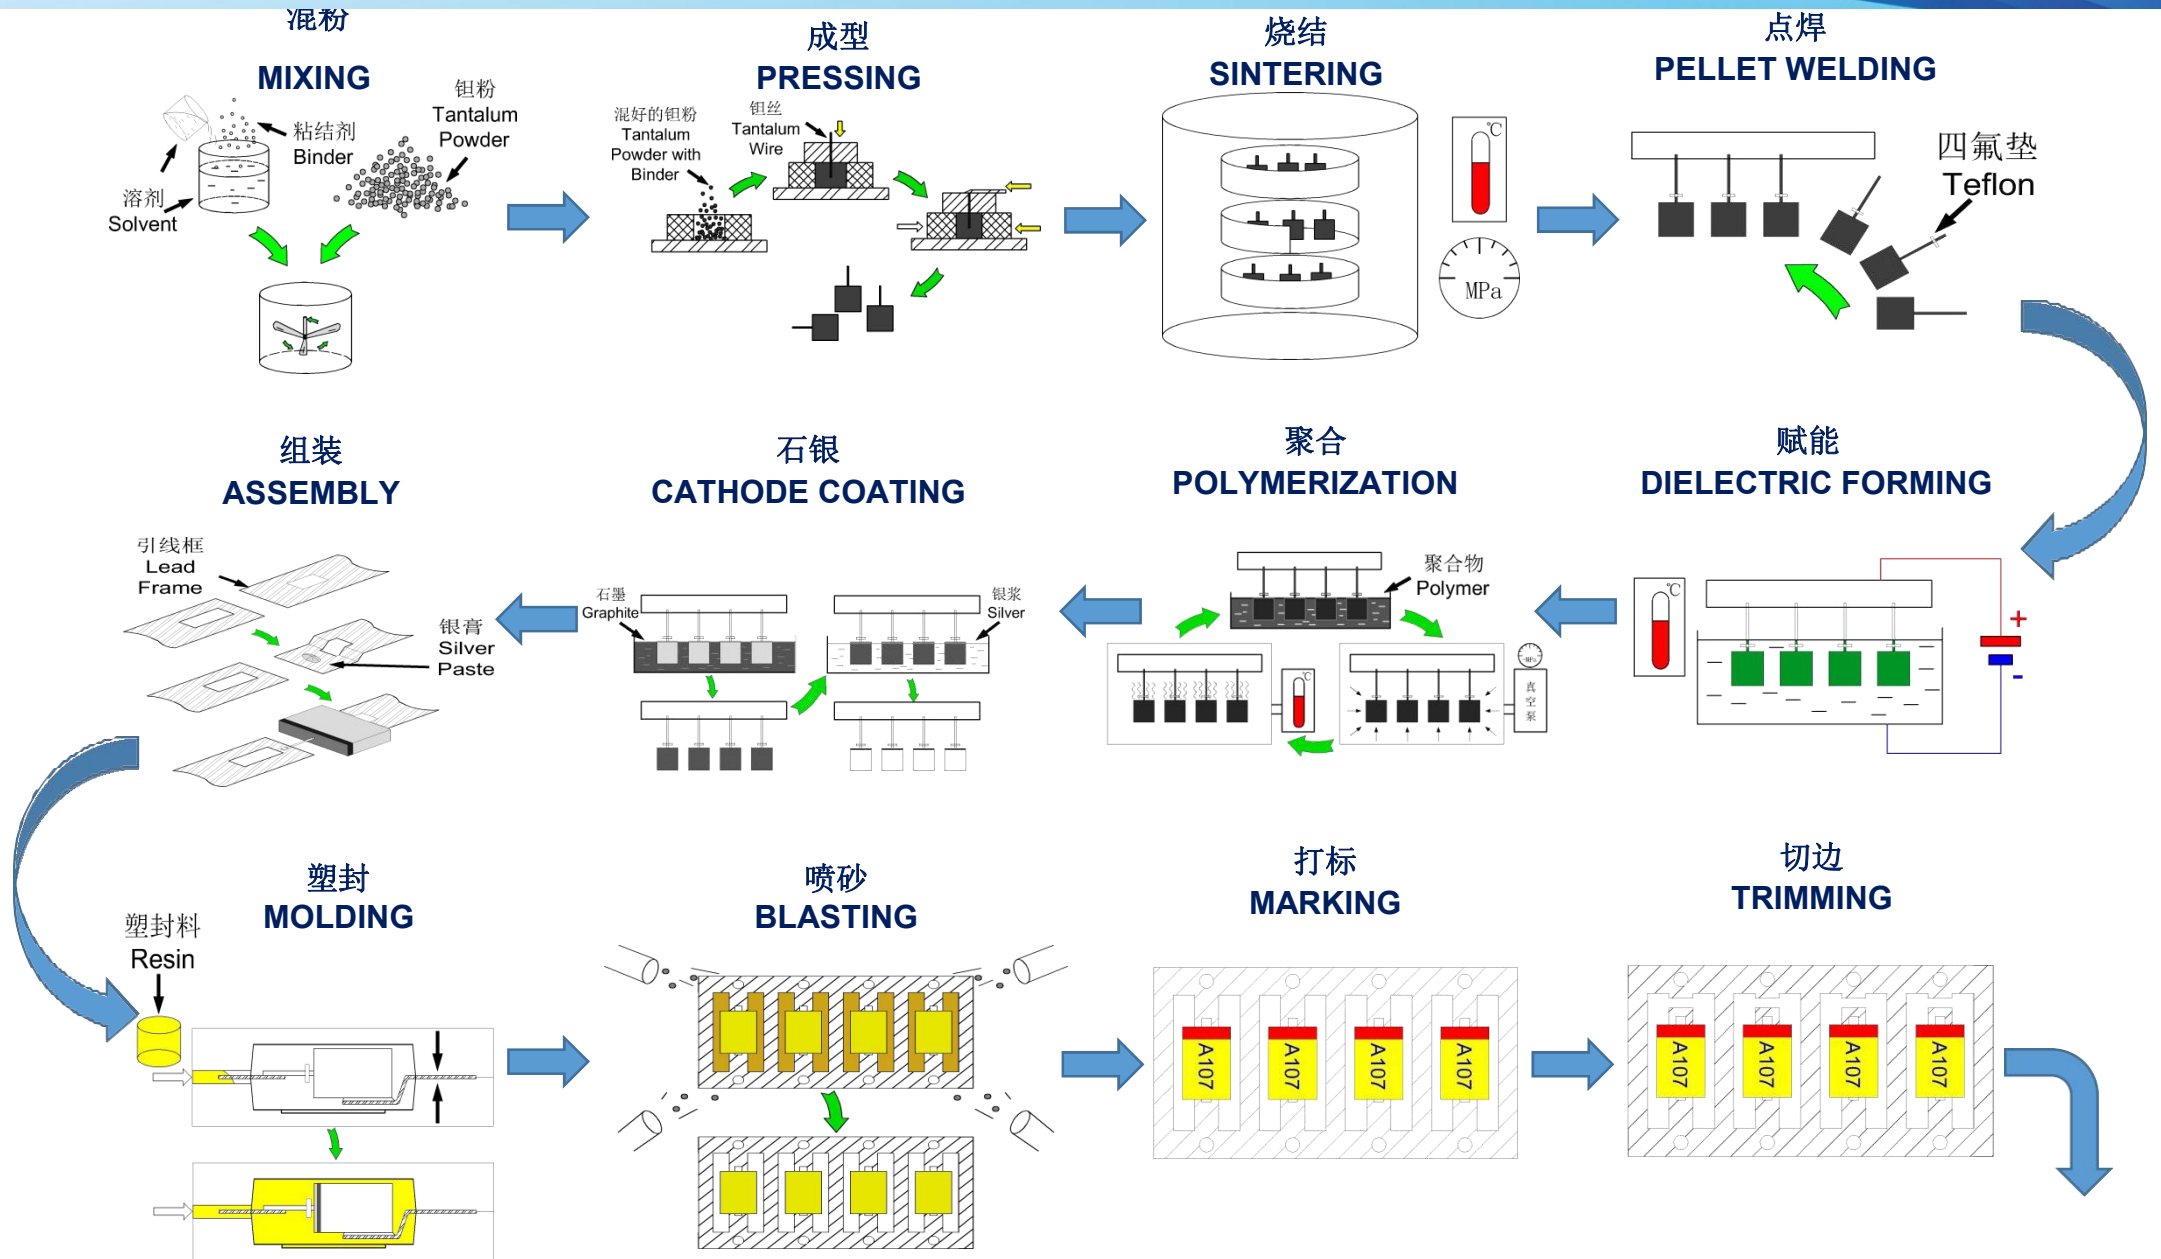 混粉
MIXING
钽粉
Tantalum
Powder
粘结剂
Binder
溶剂
Solvent
成型
PRESSING
混好的钽粉
Tantalum
Powder with
Binder
钽丝
Tantalum
Wire
烧结
SINTERING
℃
MPa
点焊
PELLET WELDING
四氟垫
Teflon
组装
ASSEMBLY
引线框
Lead
Frame
银膏
Silver
Paste
石银
CATHODE COATING
石墨
Graphite
银浆
Silver
聚合
POLYMERIZATION
聚合物
Polymer
℃
MPa
真
空
泵
赋能
DIELECTRIC FORMING
℃
+
-
塑封
MOLDING
塑封料
Resin
喷砂
BLASTING
打标
MARKING
A107
A107
A107
A107
切边
TRIMMING
A107
A107
A107
A107